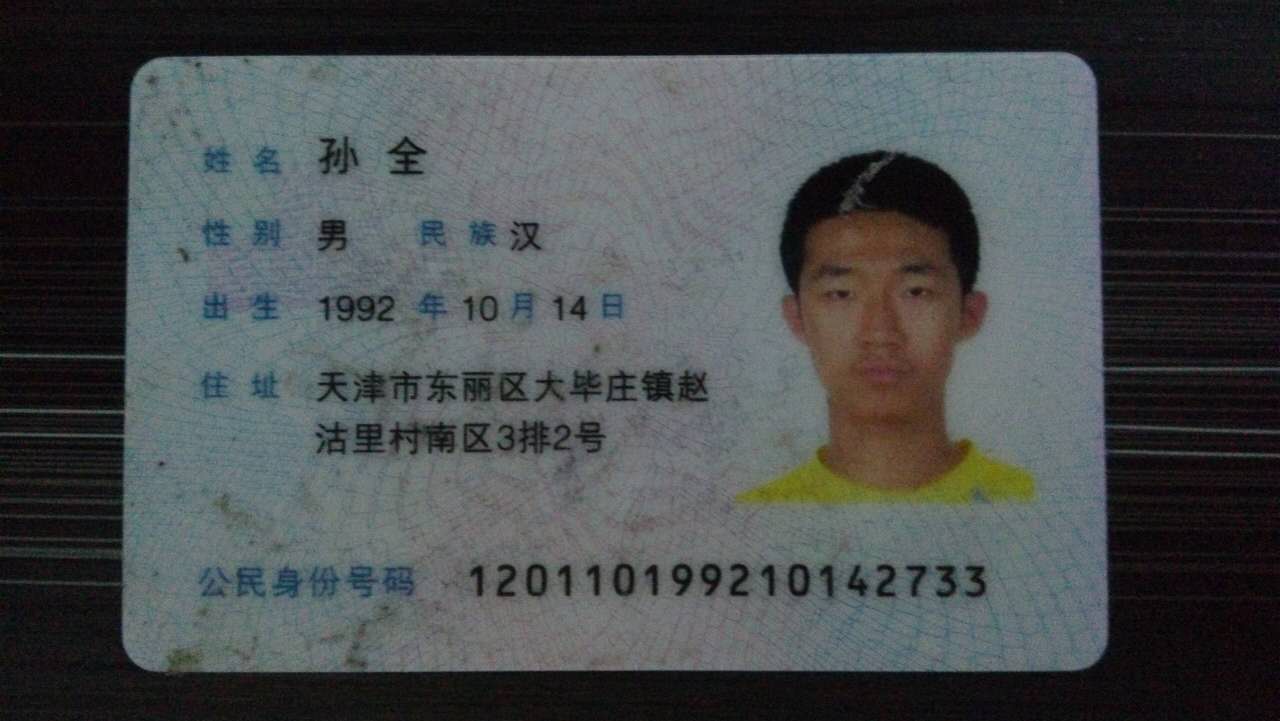 姓名 孙全
性别 男 民族 汉
出生 1992 年 10 月 14 日
住址 天津市东丽区大毕庄镇赵
沽里村南区3排2号
公民身份号码 120110199210142733